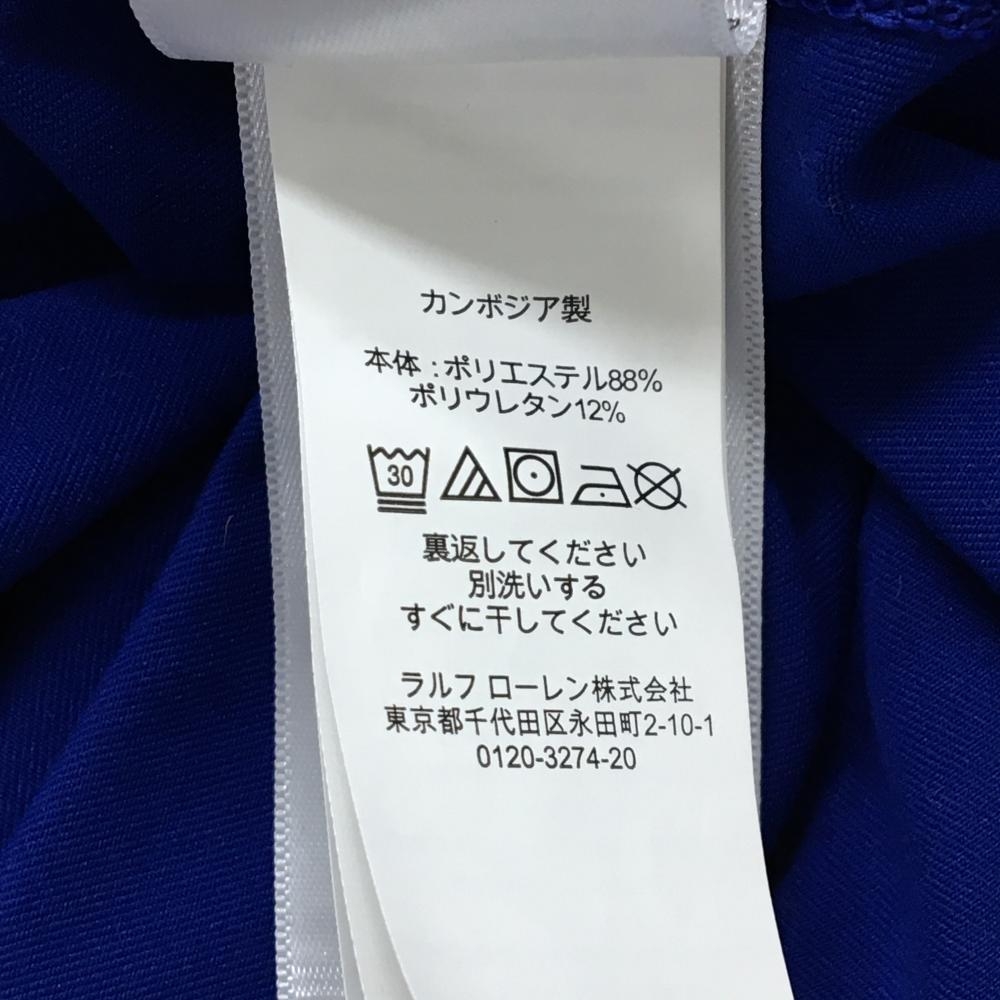 カンボジア製
本体 : ポリエステル88%
ポリウレタン12%
30
裏返してください
別洗いする
すぐに干してください
ラルフ ローレン株式会社
東京都千代田区永田町2-10-1
0120-3274-20